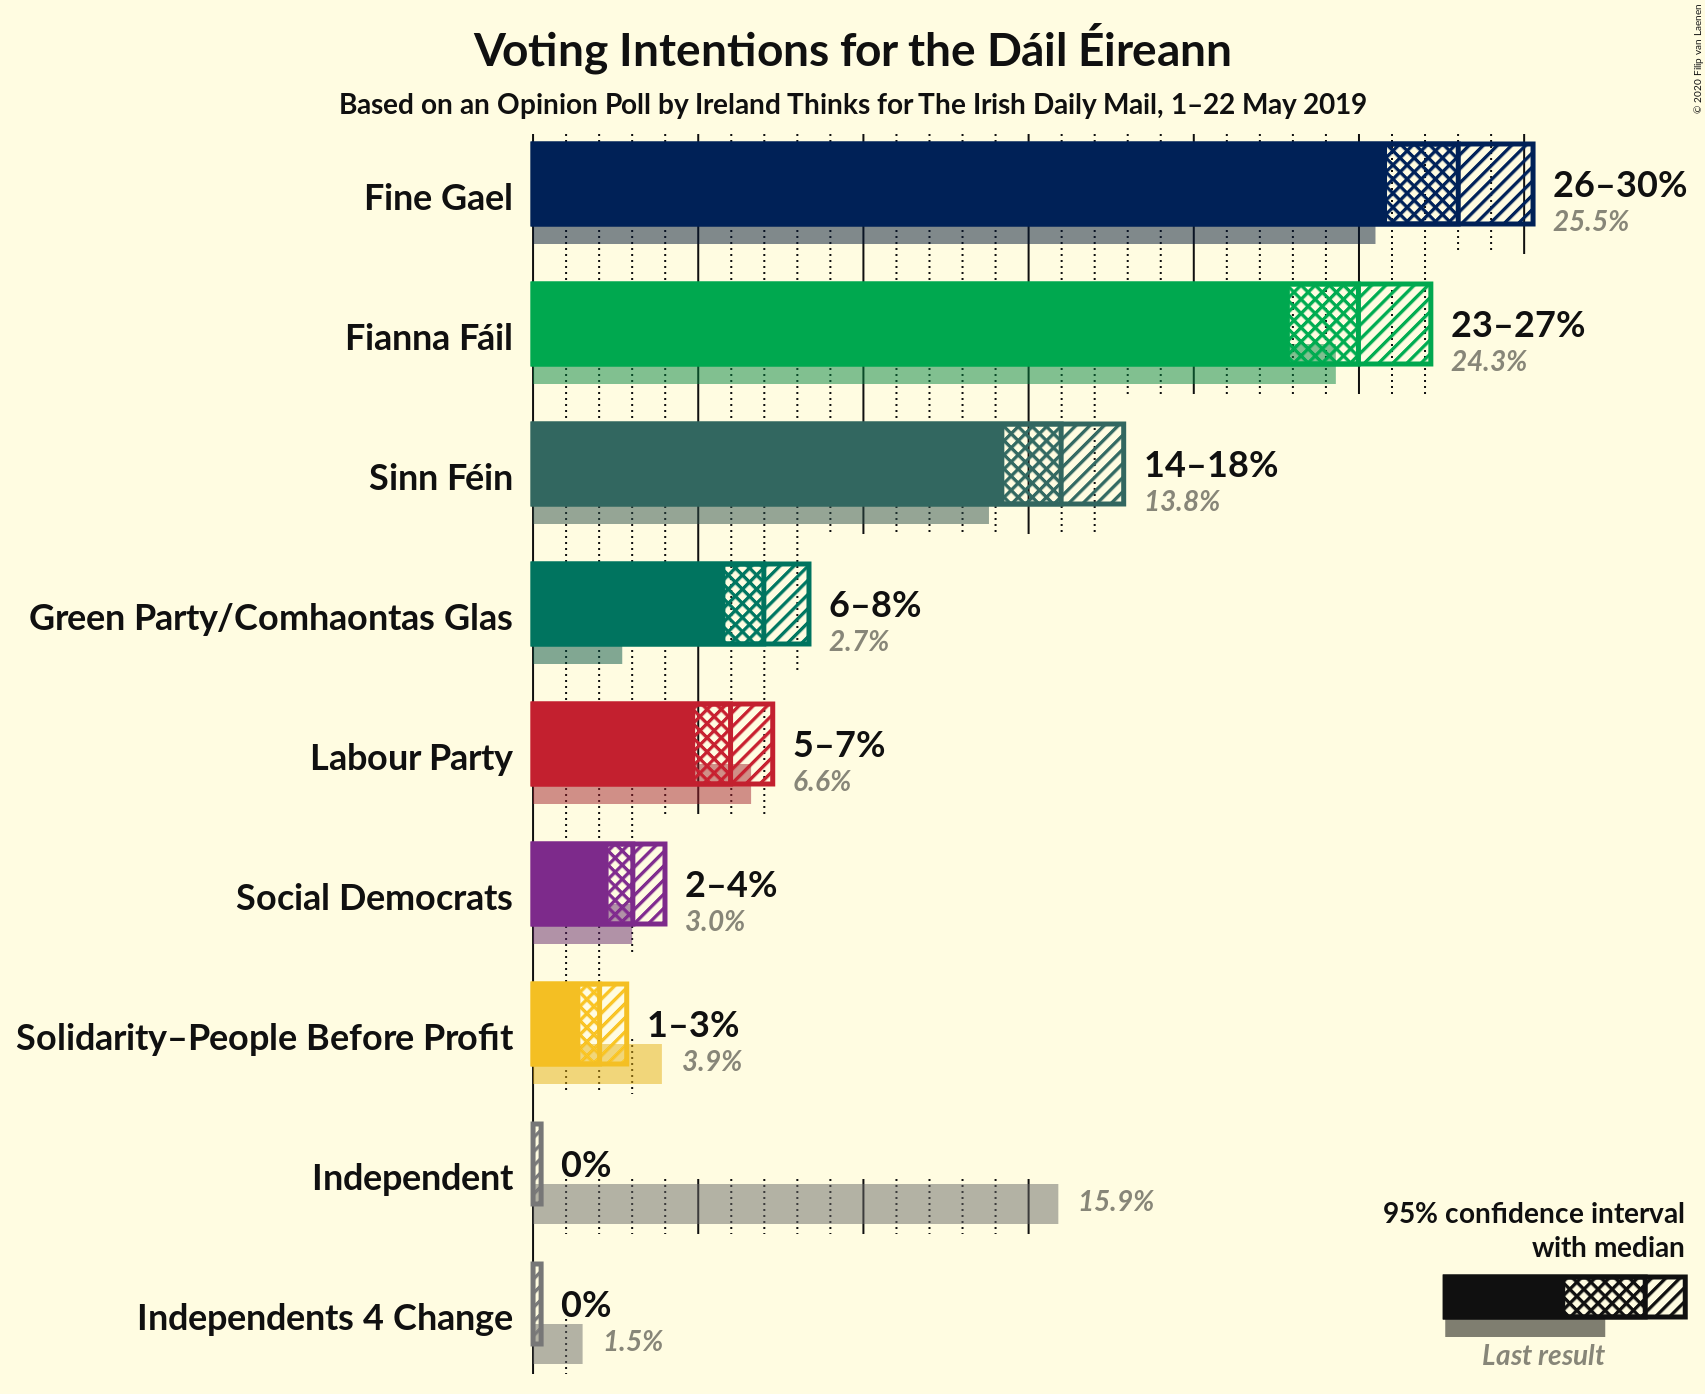 Voting Intentions for the Dáil Éireann
Based on an Opinion Poll by Ireland Thinks for The Irish Daily Mail, 1–22 May 2019
© 2020 Filip van Laenen
Fine Gael
26–30%
25.5%
Fianna Fáil
23–27%
24.3%
Sinn Féin
14–18%
13.8%
Green Party/Comhaontas Glas
6–8%
2.7%
Labour Party
5–7%
6.6%
Social Democrats
2–4%
3.0%
Solidarity–People Before Profit
1–3%
3.9%
Independent
0%
15.9%
Independents 4 Change
0%
1.5%
95% confidence interval
with median
Last result